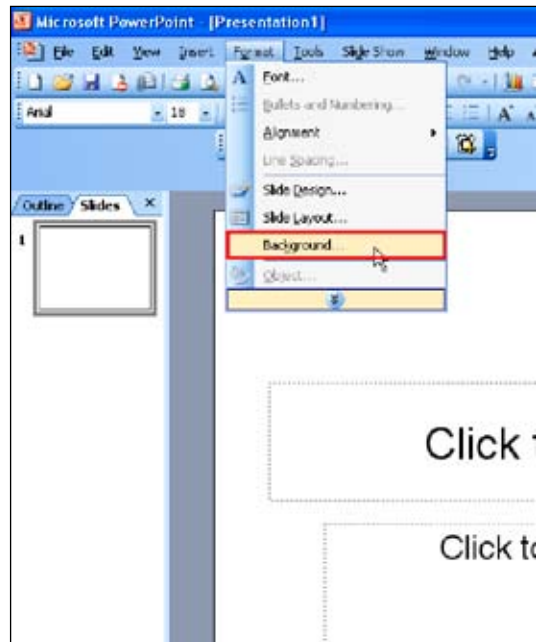 Microsoft PowerPoint - [Presentation1]
File Edit View Insert Format Tools Slide Show Window Help
Arial 18
Font...
Bullets and Numbering...
Alignment
Line Spacing...
Slide Design...
Slide Layout...
Background...
Object...
Outline Slides
1
Click
Click to